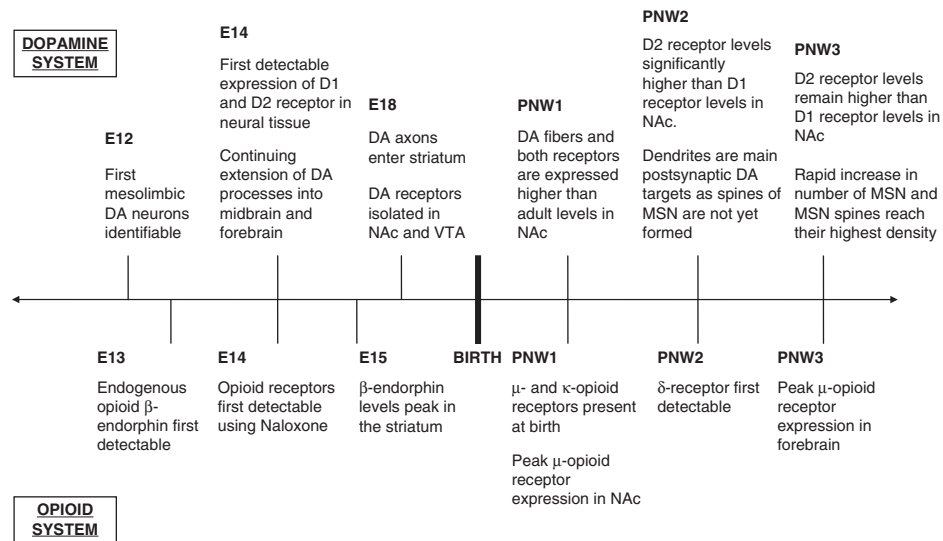 DOPAMINE
SYSTEM
E12
First
mesolimbic
DA neurons
identifiable
E14
First detectable
expression of D1
and D2 receptor in
neural tissue
Continuing
extension of DA
processes into
midbrain and
forebrain
E18
DA axons
enter striatum
DA receptors
isolated in
NAc and VTA
PNW1
DA fibers and
both receptors
are expressed
higher than
adult levels in
NAc
PNW2
D2 receptor levels
significantly
higher than D1
receptor levels in
NAc.
Dendrites are main
postsynaptic DA
targets as spines of
MSN are not yet
formed
PNW3
D2 receptor levels
remain higher than
D1 receptor levels in
NAc
Rapid increase in
number of MSN and
MSN spines reach
their highest density
E13
Endogenous
opioid β-
endorphin first
detectable
E14
Opioid receptors
first detectable
using Naloxone
E15
β-endorphin
levels peak in
the striatum
BIRTH
PNW1
μ- and κ-opioid
receptors present
at birth
Peak μ-opioid
receptor
expression in NAc
PNW2
δ-receptor first
detectable
PNW3
Peak μ-opioid
receptor
expression in
forebrain
OPIOID
SYSTEM